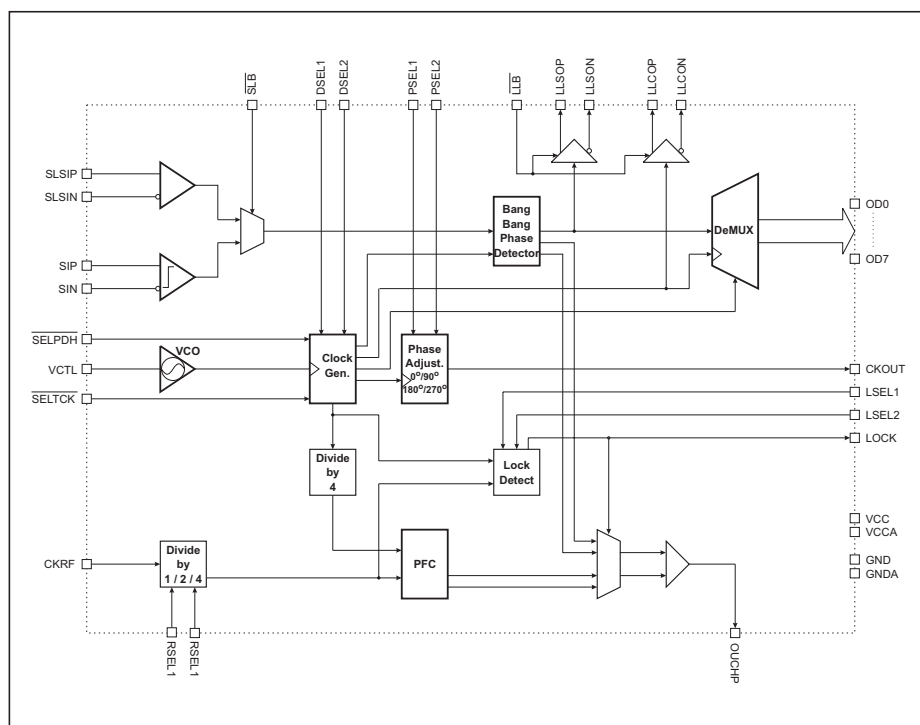 SLB
DSEL1
DSEL2
PSEL1
PSEL2
LLB
LLSOP
LLSON
LLCOP
LLCON
SLSIP
SLSIN
SIP
SIN
SELPDH
VCTL
SELTCK
CKRF
VCO
Clock
Gen.
Phase
Adjust.
0°/90°
180°/270°
Bang
Bang
Phase
Detector
DeMUX
Divide
by
4
Lock
Detect
Divide
by
1 / 2 / 4
PFC
OD0
OD7
CKOUT
LSEL1
LSEL2
LOCK
VCC
VCCA
GND
GNDA
RSEL1
RSEL1
OUCHP